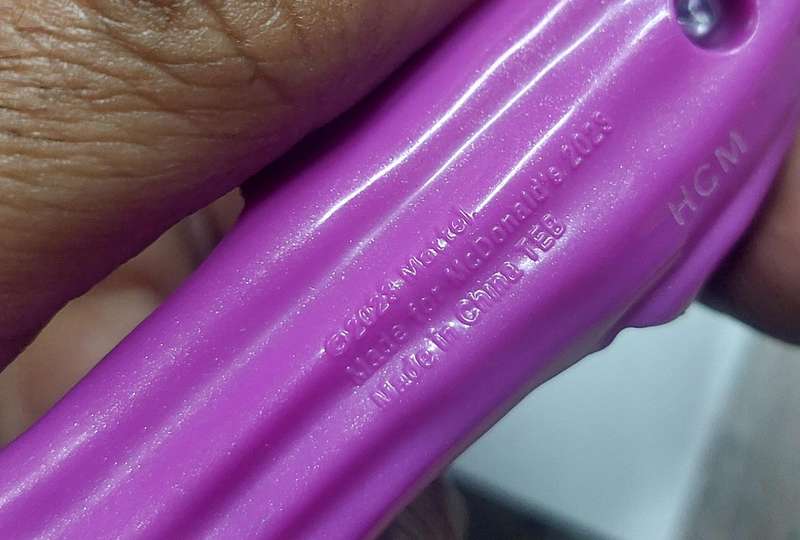 ©2023 Mattel.
Made for McDonald's 2023
Made in China TEB
HCM